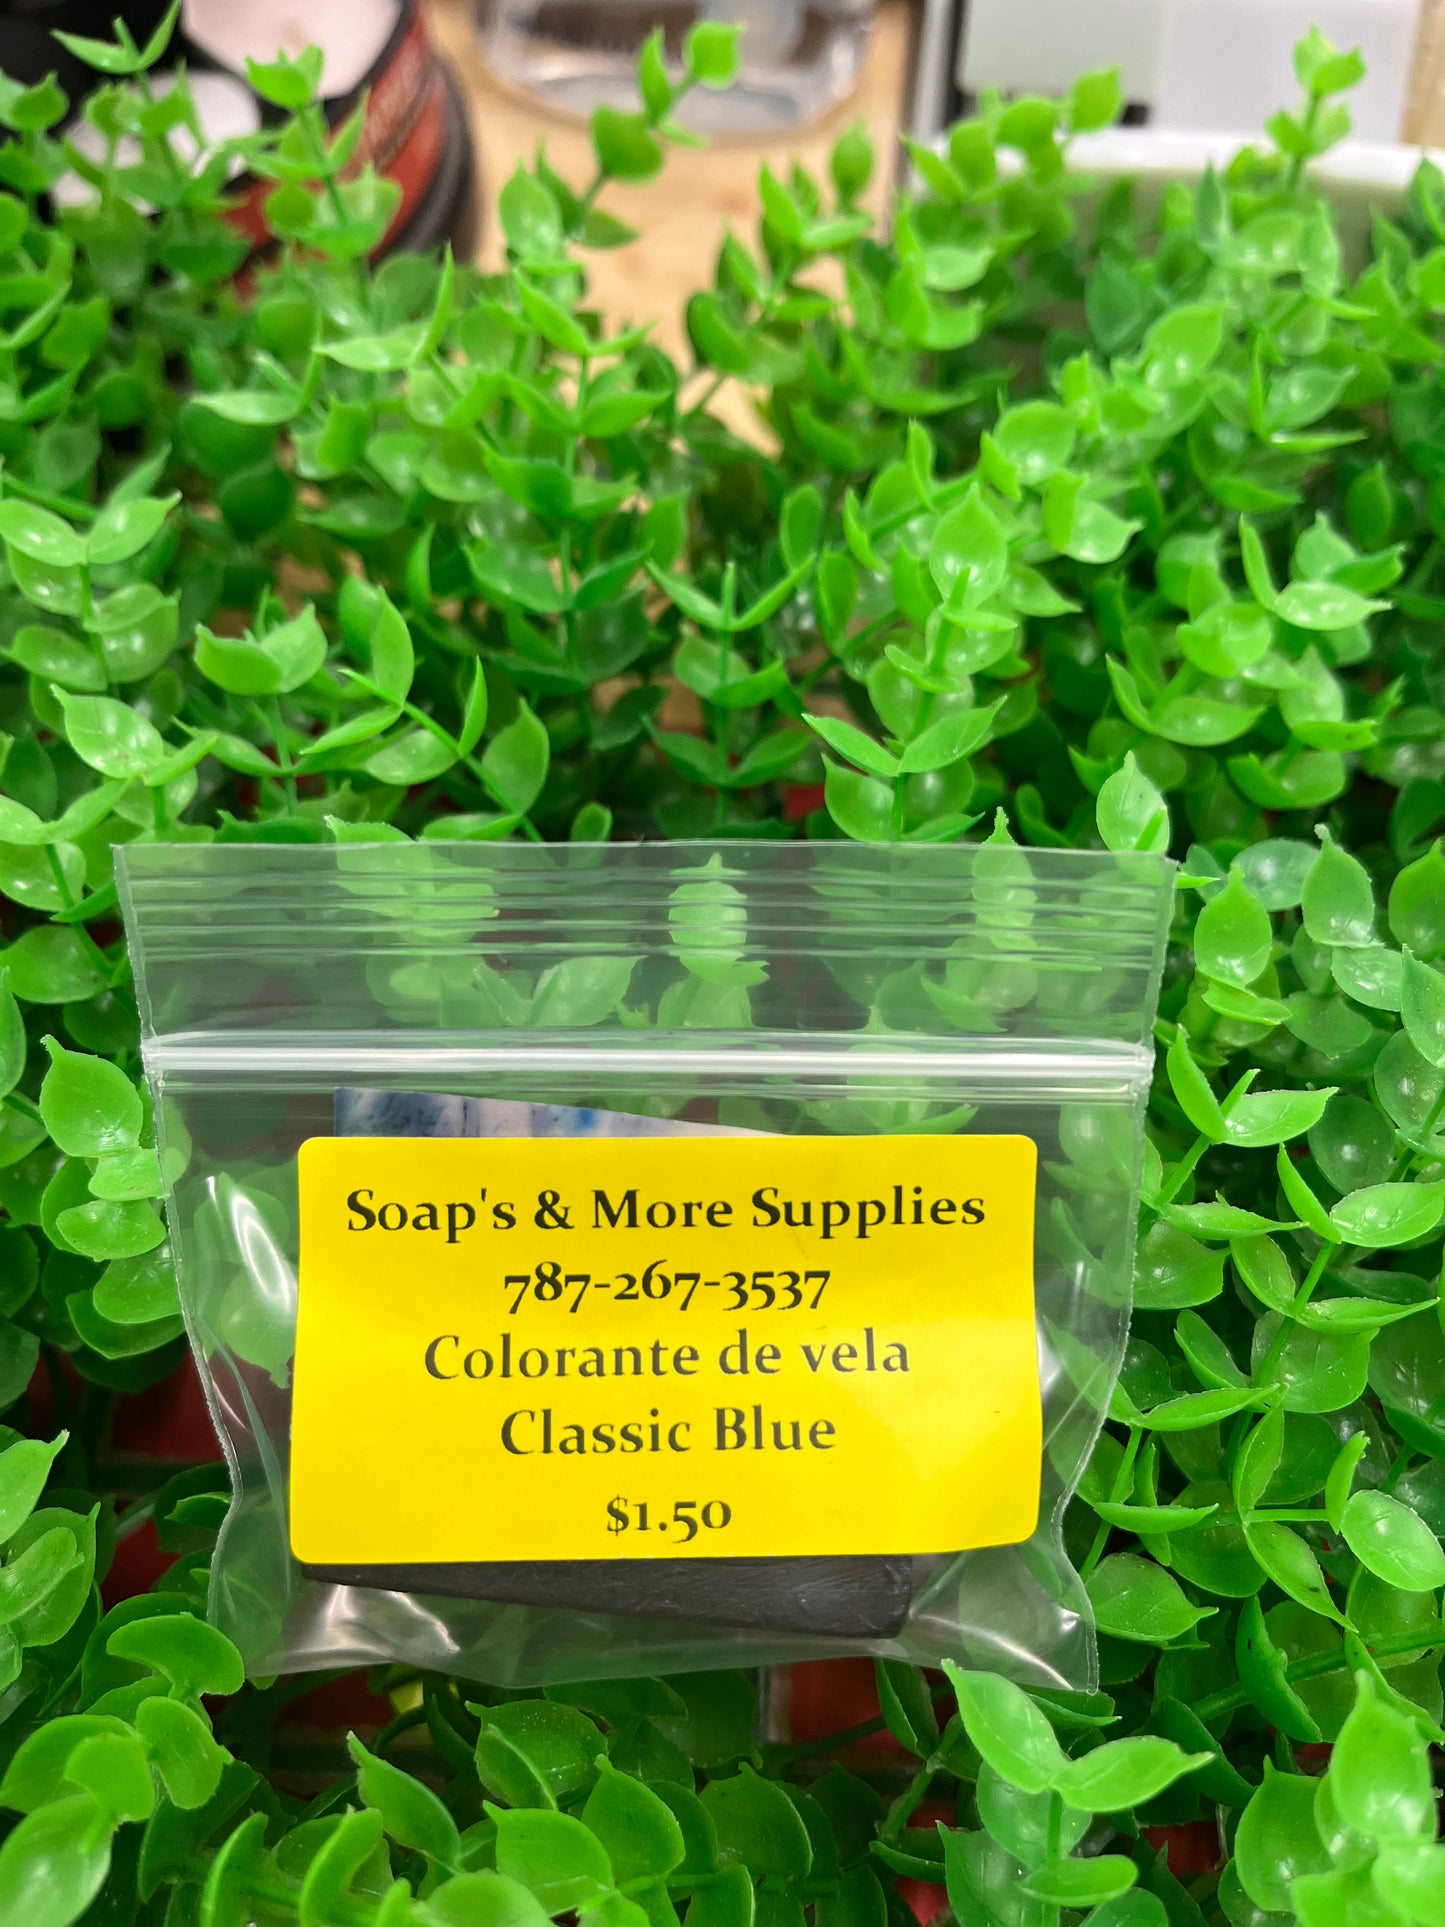 Soap's & More Supplies
787-267-3537
Colorante de vela
Classic Blue
$1.50